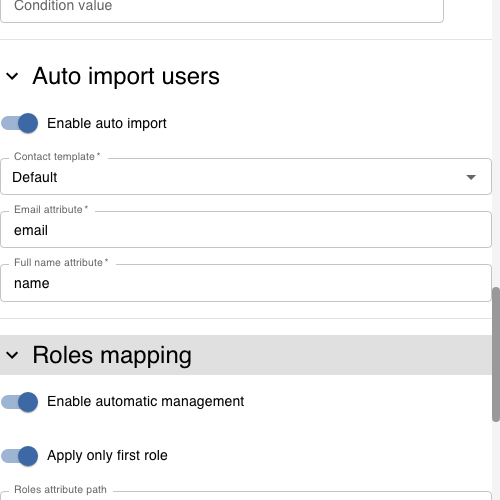 Condition value
Auto import users
Enable auto import
Contact template *
Default
Email attribute *
email
Full name attribute *
name
Roles mapping
Enable automatic management
Apply only first role
Roles attribute path